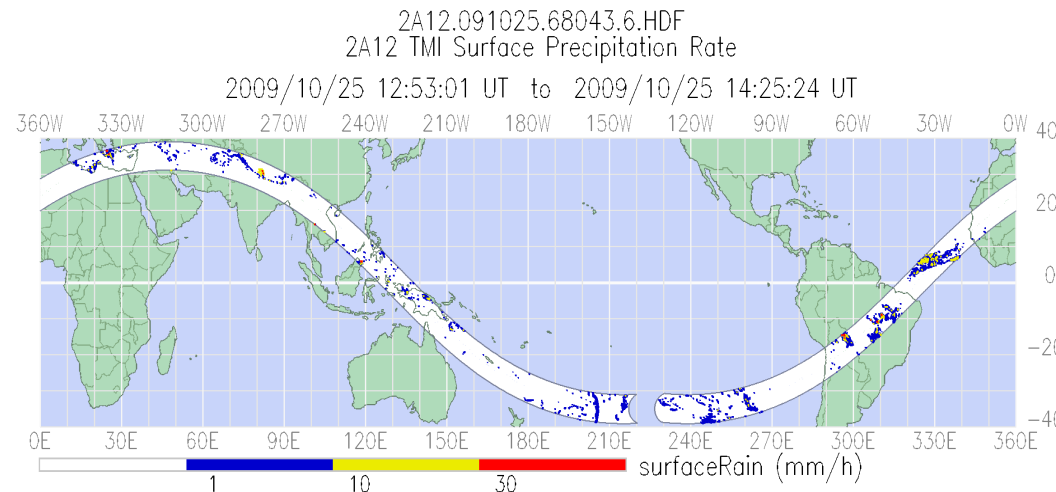 2A12.091025.68043.6.HDF
2A12 TMI Surface Precipitation Rate
2009/10/25 12:53:01 UT to 2009/10/25 14:25:24 UT
360W 330W 300W 270W 240W 210W 180W 150W 120W 90W 60W 30W 0W
40
20
0
-20
-40
0E 30E 60E 90E 120E 150E 180E 210E 240E 270E 300E 330E 360E
surfaceRain (mm/h)
1 10 30